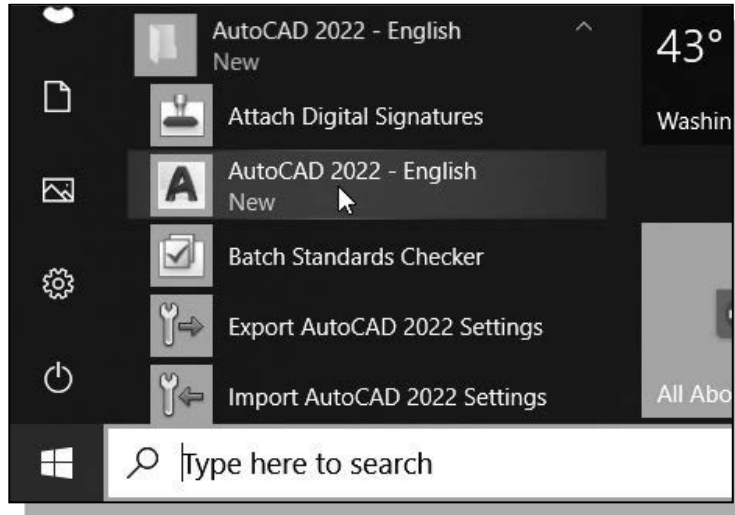 AutoCAD 2022 - English
New
43°
Attach Digital Signatures
Washin
AutoCAD 2022 - English
New
Batch Standards Checker
Export AutoCAD 2022 Settings
Import AutoCAD 2022 Settings
All Abo
Type here to search